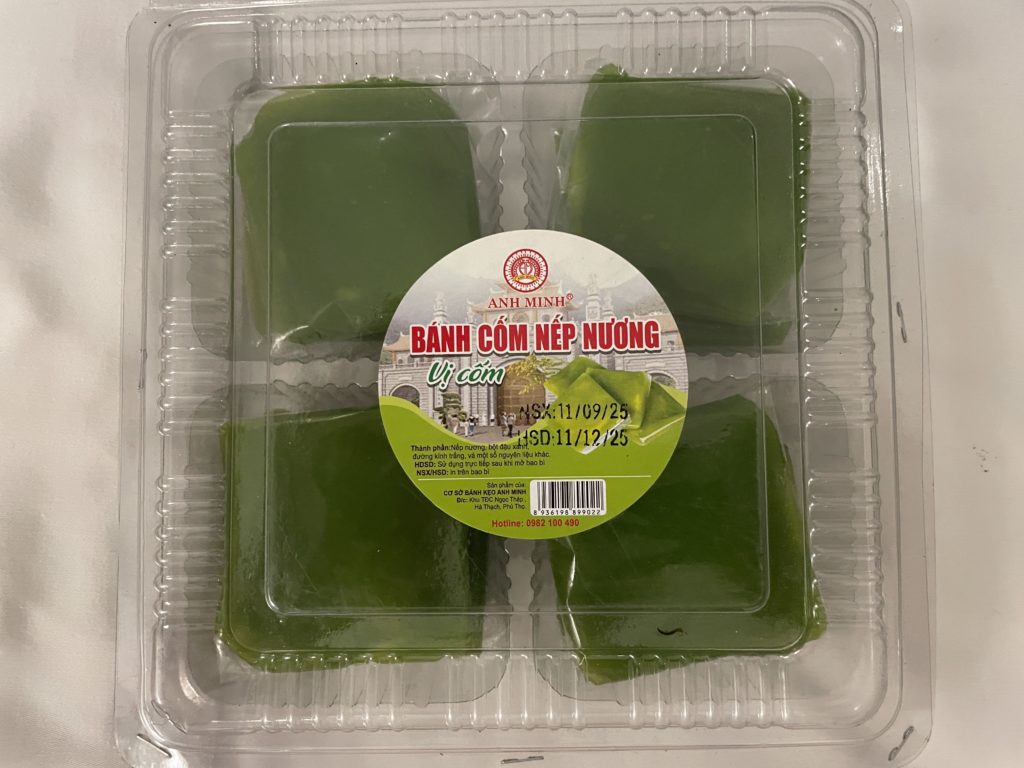 ANH MINH®
BÁNH CỐM NẾP NƯƠNG
Vị cốm
NSX:11/09/25
HSD:11/12/25
Thành phần:Nếp nương, bột đậu xanh,
đường kính trắng, và một số nguyên liệu khác.
HDSD: Sử dụng trực tiếp sau khi mở bao bì
NSX/HSD: in trên bao bì
Sản phẩm của:
CƠ SỞ BÁNH KẸO ANH MINH
Đ/c: Khu TĐC Ngọc Tháp,
Hà Thạch, Phú Thọ
8 936198 899022
Hotline: 0982 100 490